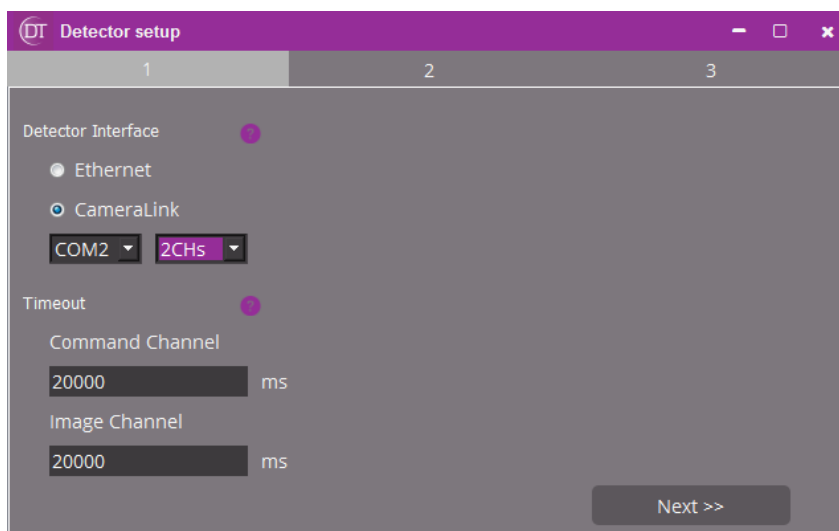 DT Detector setup
1 2 3
Detector Interface ?
Ethernet
CameraLink
COM2 2CHs
Timeout ?
Command Channel
20000 ms
Image Channel
20000 ms
Next >>